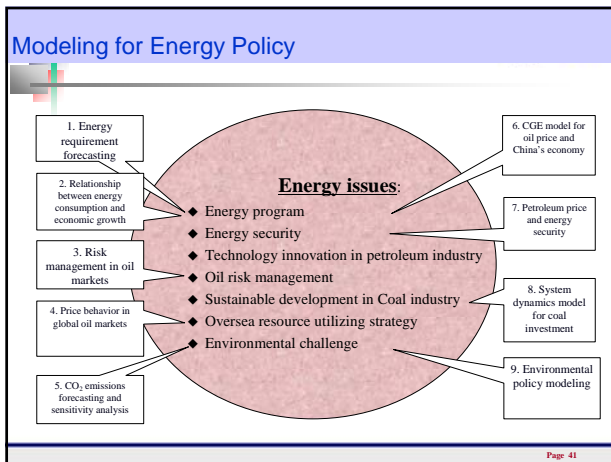 Modeling for Energy Policy
1. Energy
requirement
forecasting
2. Relationship
between energy
consumption and
economic growth
3. Risk
management in oil
markets
4. Price behavior in
global oil markets
5. CO₂ emissions
forecasting and
sensitivity analysis
Energy issues:
◆ Energy program
◆ Energy security
◆ Technology innovation in petroleum industry
◆ Oil risk management
◆ Sustainable development in Coal industry
◆ Oversea resource utilizing strategy
◆ Environmental challenge
6. CGE model for
oil price and
China's economy
7. Petroleum price
and energy
security
8. System
dynamics model
for coal
investment
9. Environmental
policy modeling
Page 41